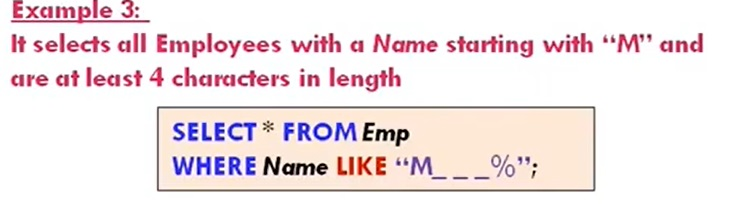 Example 3:
It selects all Employees with a Name starting with “M” and
are at least 4 characters in length
SELECT * FROM Emp
WHERE Name LIKE “M_ _ _%”;